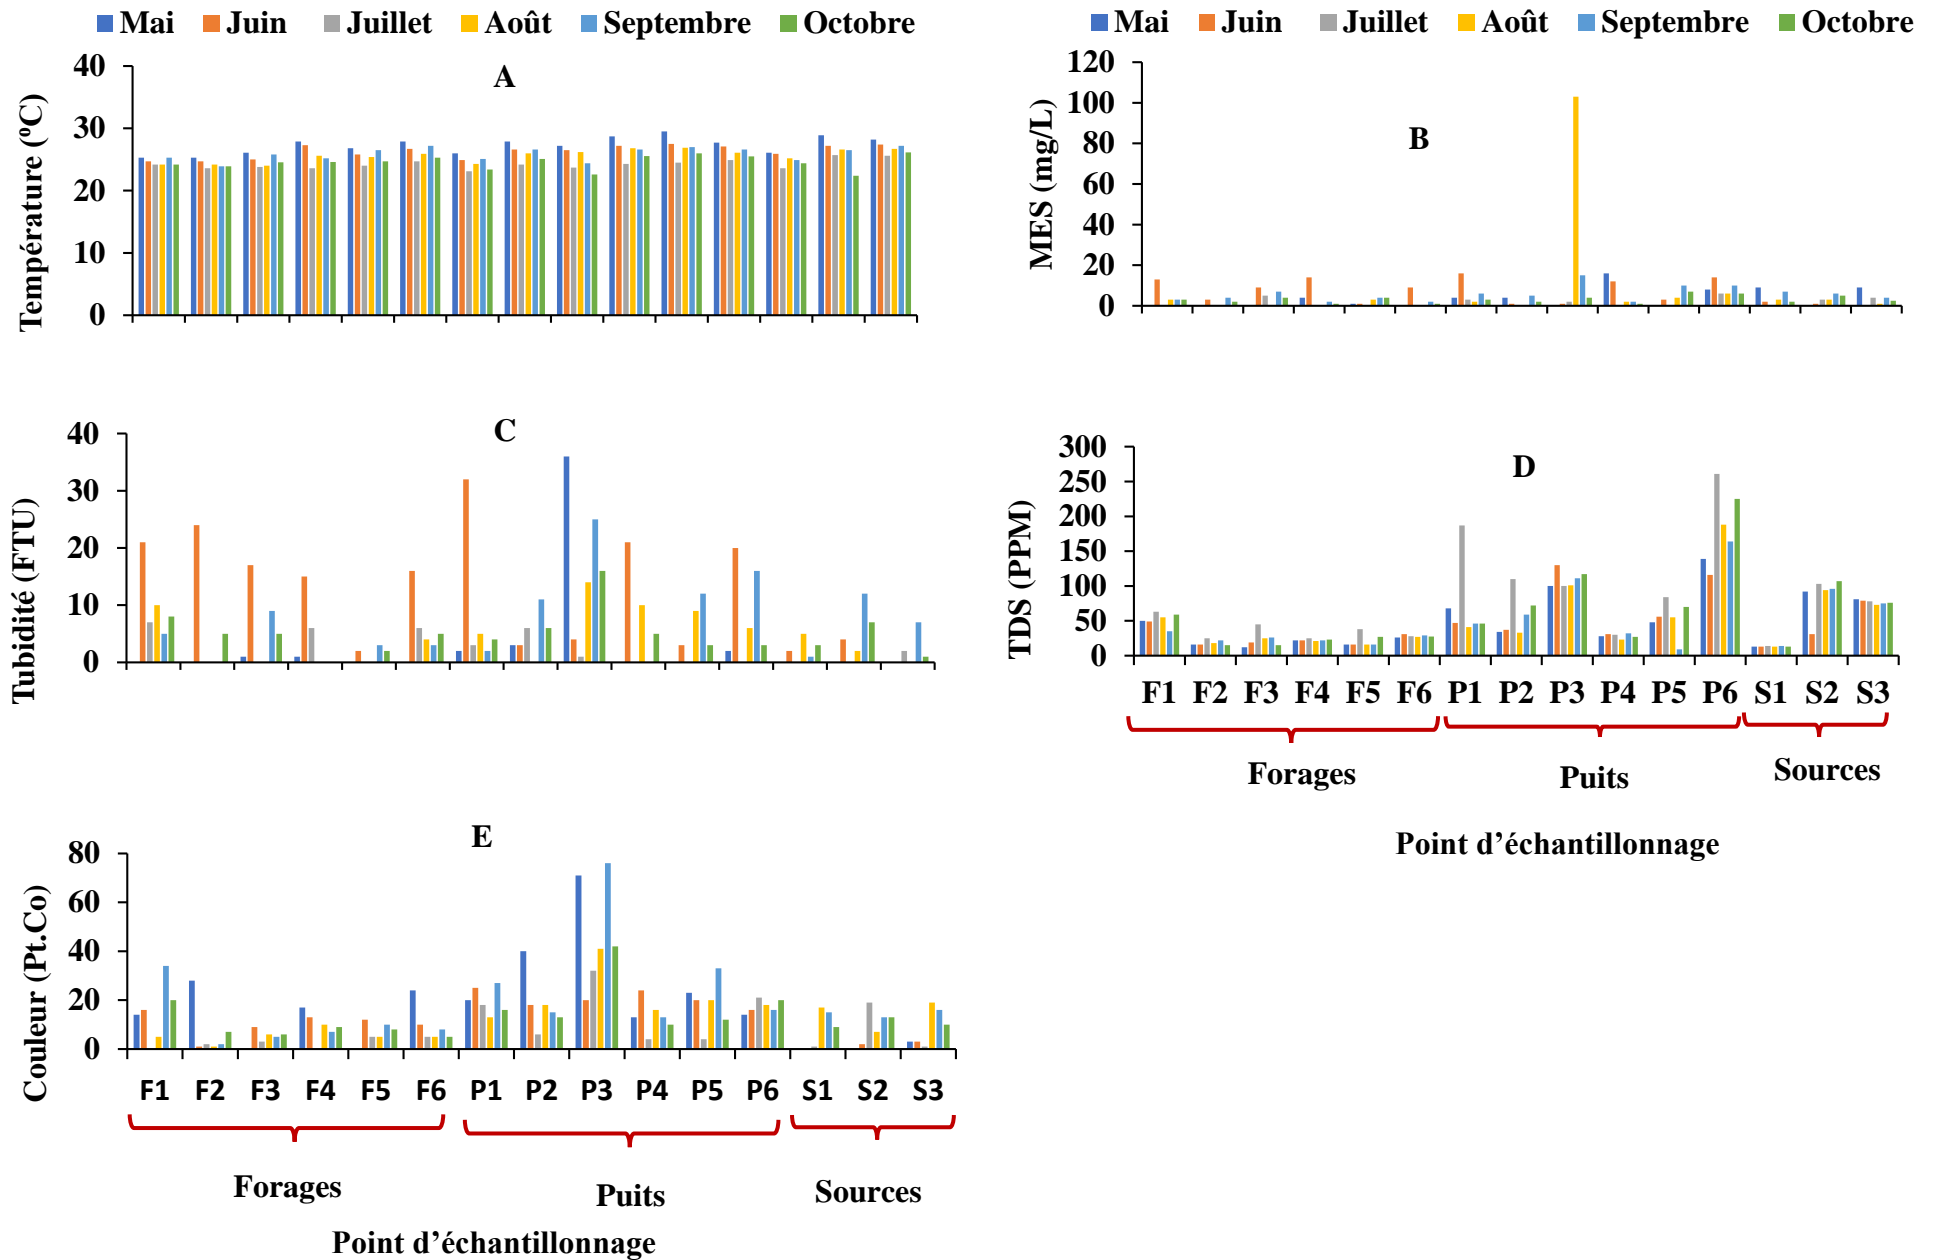 Mai Juin Juillet Août Septembre Octobre
A
Température (ºC)
40
30
20
10
0
Mai Juin Juillet Août Septembre Octobre
B
MES (mg/L)
120
100
80
60
40
20
0
C
Tubidité (FTU)
40
30
20
10
0
D
TDS (PPM)
300
250
200
150
100
50
0
F1 F2 F3 F4 F5 F6 P1 P2 P3 P4 P5 P6 S1 S2 S3
Forages Puits Sources
Point d’échantillonnage
E
Couleur (Pt.Co)
80
60
40
20
0
F1 F2 F3 F4 F5 F6 P1 P2 P3 P4 P5 P6 S1 S2 S3
Forages Puits Sources
Point d’échantillonnage